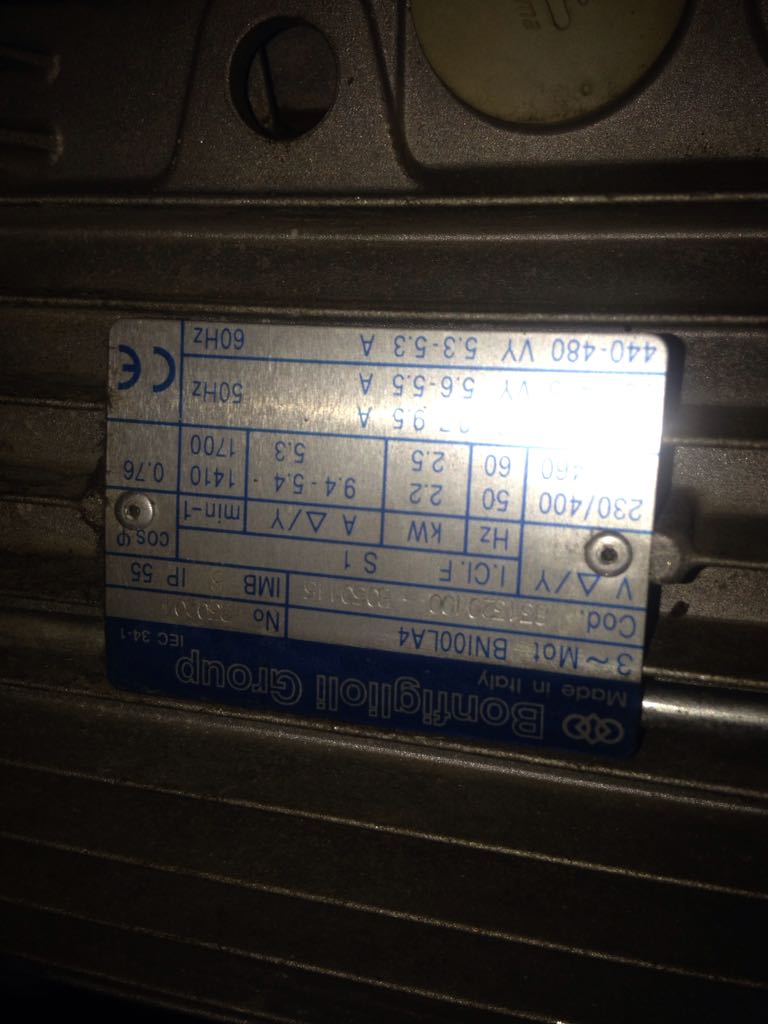 Bonfiglioli Group
Made in Italy
IEC 34-1
3~Mot BN100LA4 No
Cod. IMB IP 55
I.Cl.F S1
V △/Y Hz kW A △/Y min-1 cos φ
230/400 50 2.2 9.4-5.4 1410 0.76
460 60 2.5 5.3 1700
9.5 A
VY 5.6-5.5 A 50Hz
440-480 VY 5.3-5.3 A 60Hz
CE